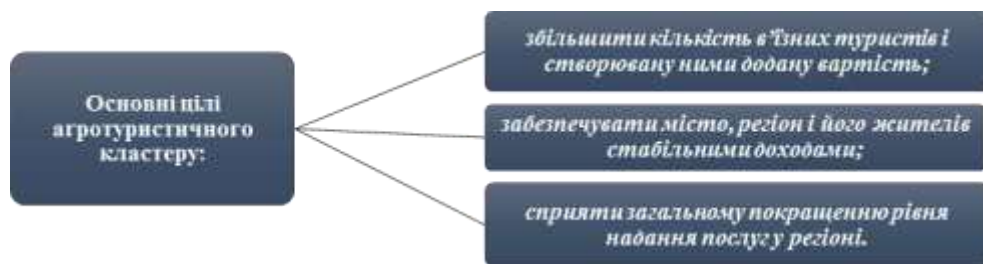 Основні цілі
агротуристичного
кластеру:
збільшити кількість в’їзних туристів і
створювану ними додану вартість;
забезпечувати місто, регіон і його жителів
стабільними доходами;
сприяти загальному покращенню рівня
надання послуг у регіоні.